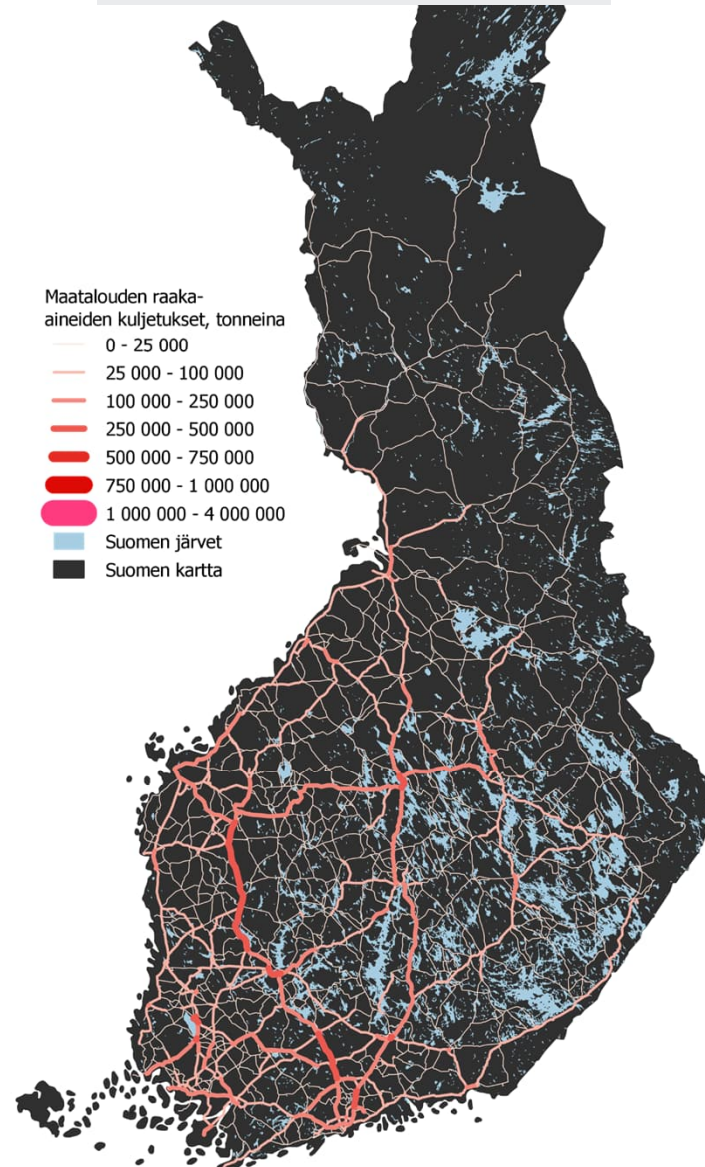 Maatalouden raaka-
aineiden kuljetukset, tonneina
0 - 25 000
25 000 - 100 000
100 000 - 250 000
250 000 - 500 000
500 000 - 750 000
750 000 - 1 000 000
1 000 000 - 4 000 000
Suomen järvet
Suomen kartta